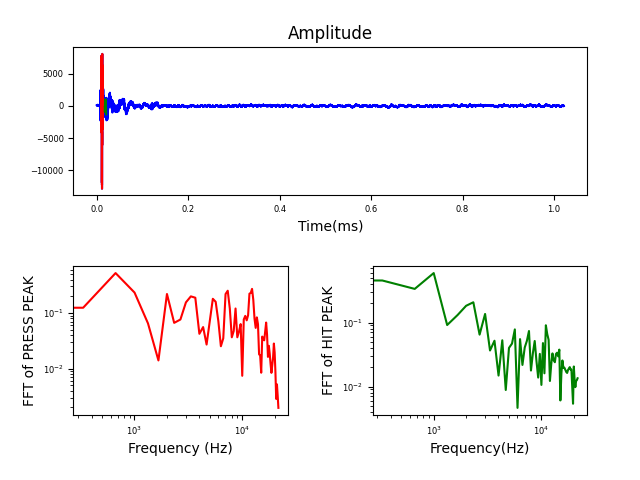 Amplitude
5000
0
−5000
−10000
0.0 0.2 0.4 0.6 0.8 1.0
Time(ms)
FFT of PRESS PEAK
10⁻¹
10⁻²
10³ 10⁴
Frequency (Hz)
FFT of HIT PEAK
10⁻¹
10⁻²
10³ 10⁴
Frequency(Hz)